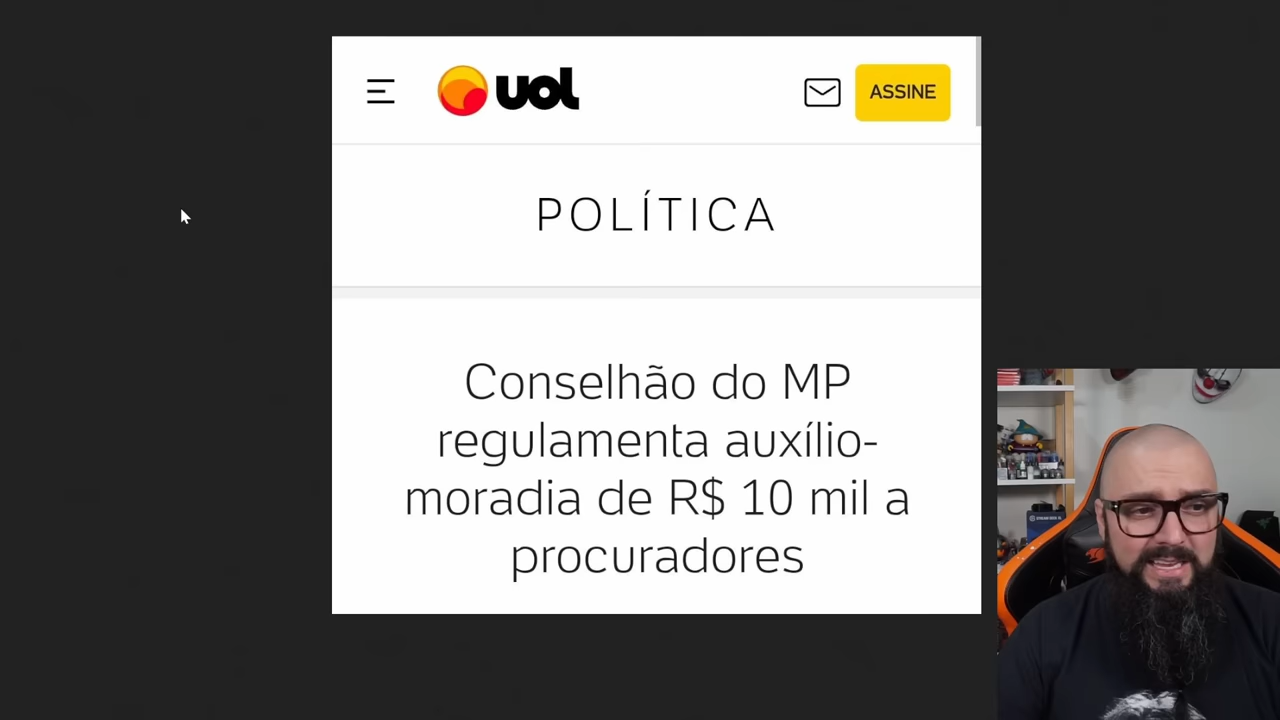 uol
ASSINE
POLÍTICA
Conselhão do MP
regulamenta auxílio-
moradia de R$ 10 mil a
procuradores